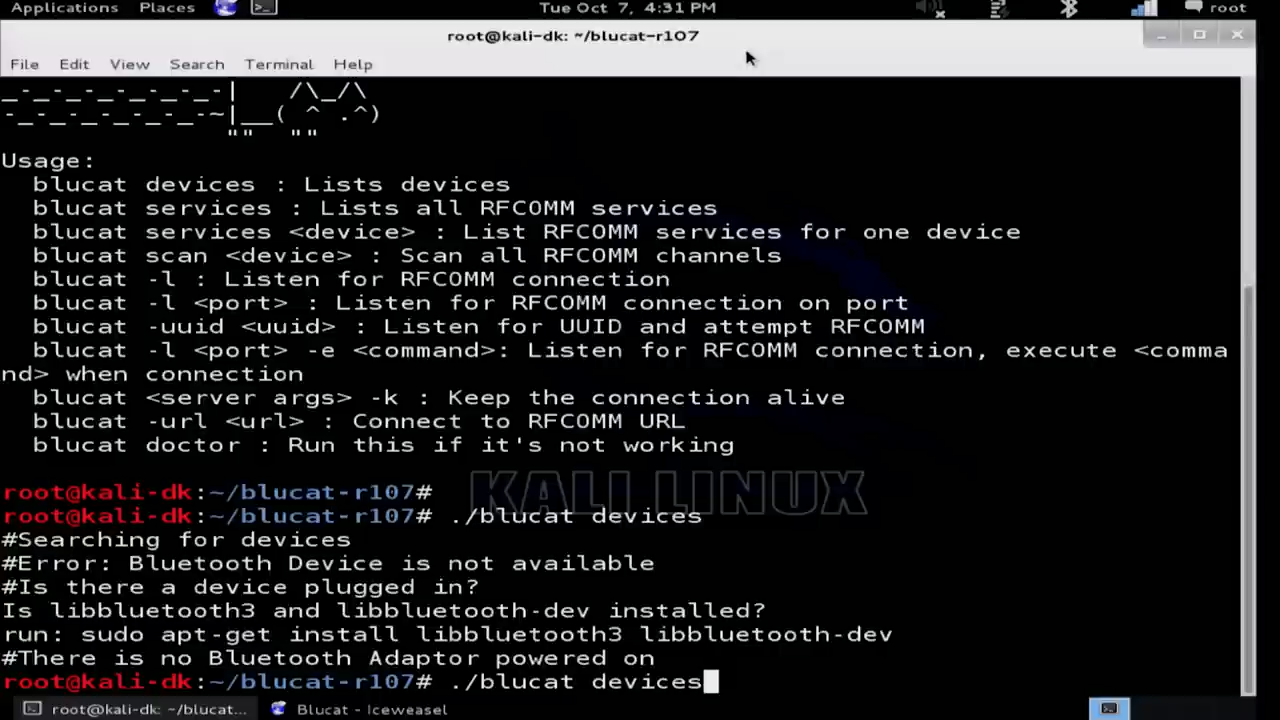 Applications Places Tue Oct 7, 4:31 PM root
root@kali-dk: ~/blucat-r107
File Edit View Search Terminal Help
_-_-_-_-_-_-_-|   /\_/\
-_-_-_-_-_-_-~|__( ^ .^)
""  ""
Usage:
blucat devices : Lists devices
blucat services : Lists all RFCOMM services
blucat services <device> : List RFCOMM services for one device
blucat scan <device> : Scan all RFCOMM channels
blucat -l : Listen for RFCOMM connection
blucat -l <port> : Listen for RFCOMM connection on port
blucat -uuid <uuid> : Listen for UUID and attempt RFCOMM
blucat -l <port> -e <command>: Listen for RFCOMM connection, execute <comma
nd> when connection
blucat <server args> -k : Keep the connection alive
blucat -url <url> : Connect to RFCOMM URL
blucat doctor : Run this if it's not working
KALI LINUX
root@kali-dk:~/blucat-r107#
root@kali-dk:~/blucat-r107# ./blucat devices
#Searching for devices
#Error: Bluetooth Device is not available
#Is there a device plugged in?
Is libbluetooth3 and libbluetooth-dev installed?
run: sudo apt-get install libbluetooth3 libbluetooth-dev
#There is no Bluetooth Adaptor powered on
root@kali-dk:~/blucat-r107# ./blucat devices
root@kali-dk: ~/blucat... Blucat - Iceweasel